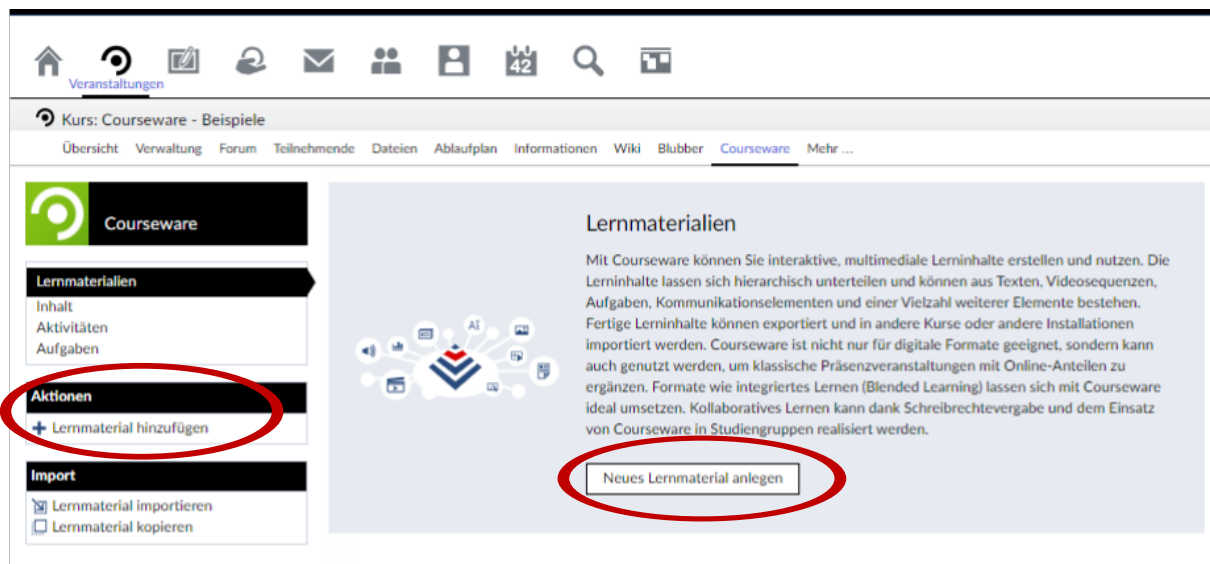 42
Veranstaltungen
Kurs: Courseware - Beispiele
Übersicht Verwaltung Forum Teilnehmende Dateien Ablaufplan Informationen Wiki Blubber Courseware Mehr ...
Courseware
Lernmaterialien
Inhalt
Aktivitäten
Aufgaben
Aktionen
+ Lernmaterial hinzufügen
Import
Lernmaterial importieren
Lernmaterial kopieren
AI
Lernmaterialien
Mit Courseware können Sie interaktive, multimediale Lerninhalte erstellen und nutzen. Die
Lerninhalte lassen sich hierarchisch unterteilen und können aus Texten, Videosequenzen,
Aufgaben, Kommunikationselementen und einer Vielzahl weiterer Elemente bestehen.
Fertige Lerninhalte können exportiert und in andere Kurse oder andere Installationen
importiert werden. Courseware ist nicht nur für digitale Formate geeignet, sondern kann
auch genutzt werden, um klassische Präsenzveranstaltungen mit Online-Anteilen zu
ergänzen. Formate wie integriertes Lernen (Blended Learning) lassen sich mit Courseware
ideal umsetzen. Kollaboratives Lernen kann dank Schreibrechtevergabe und dem Einsatz
von Courseware in Studiengruppen realisiert werden.
Neues Lernmaterial anlegen